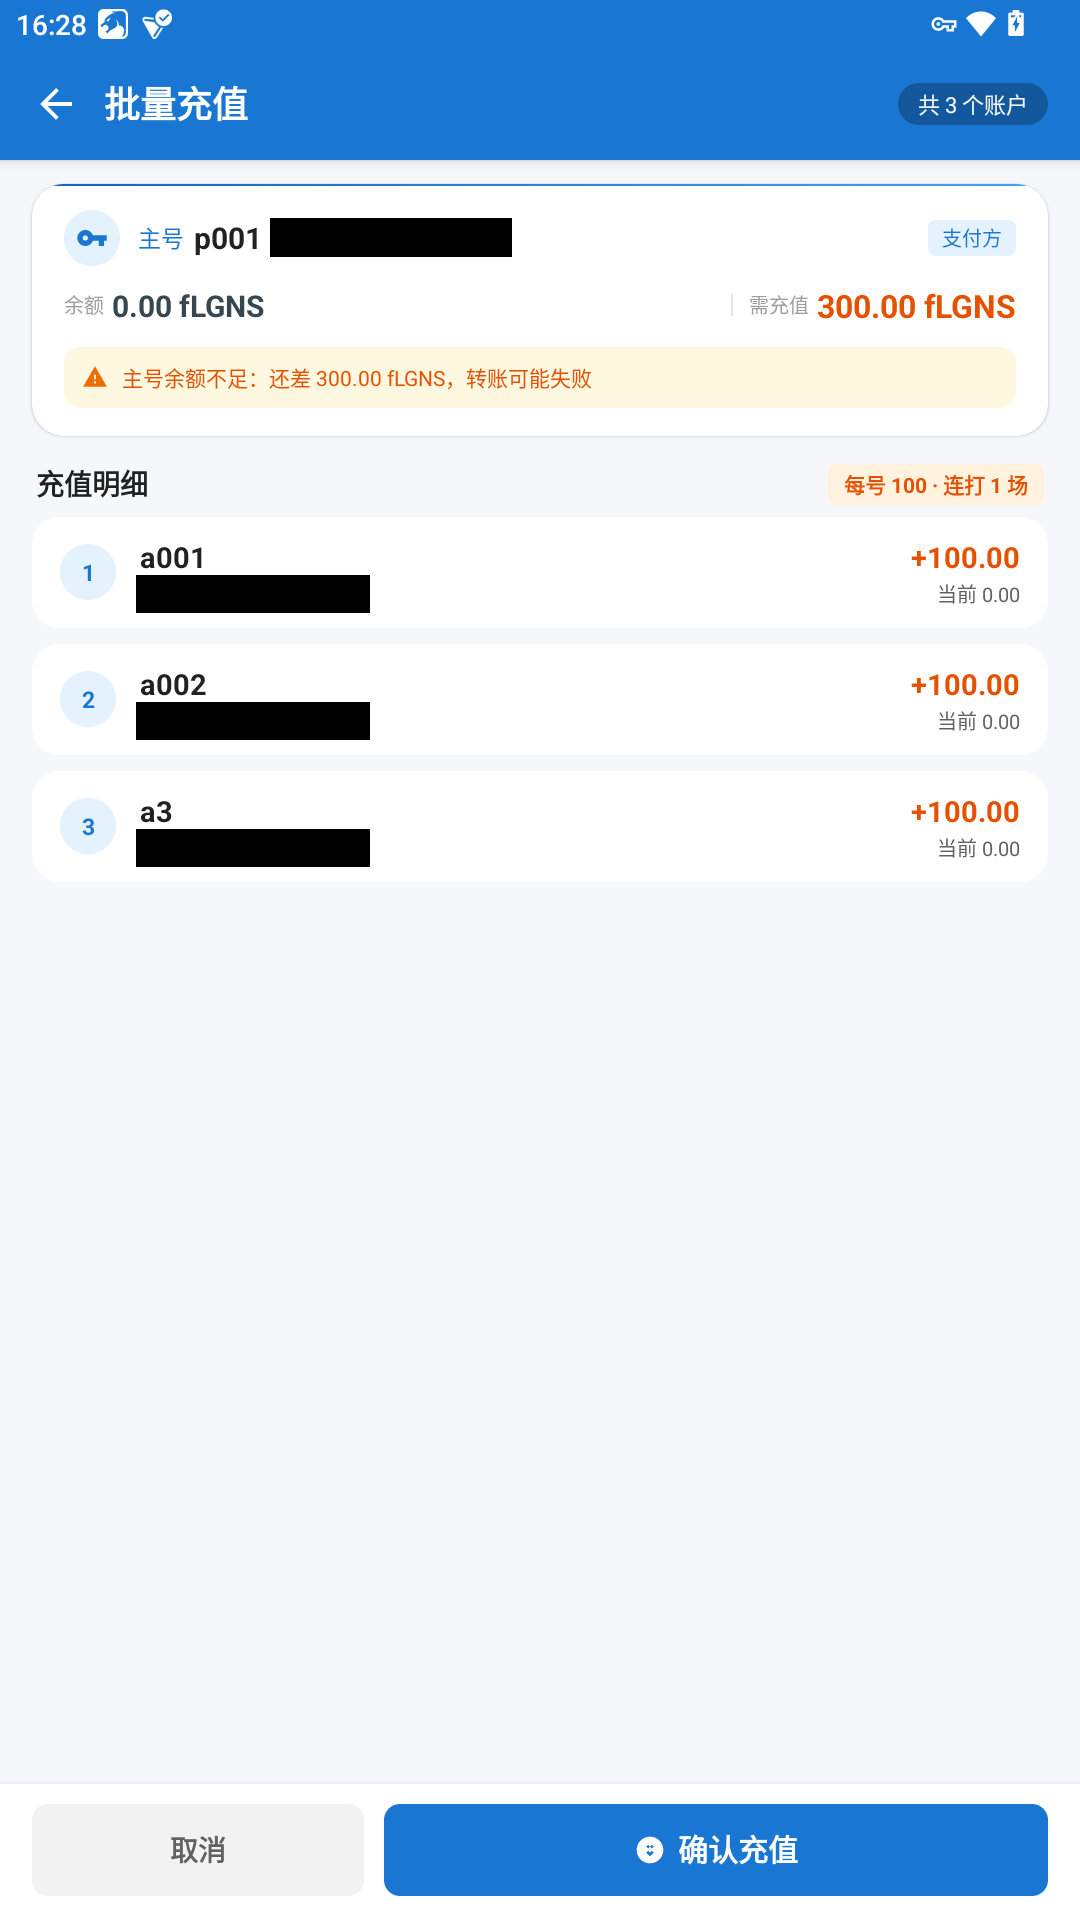 16:28
批量充值
共 3 个账户
主号 p001
支付方
余额 0.00 fLGNS
需充值 300.00 fLGNS
主号余额不足：还差 300.00 fLGNS，转账可能失败
充值明细
每号 100 · 连打 1 场
1
a001
+100.00
当前 0.00
2
a002
+100.00
当前 0.00
3
a3
+100.00
当前 0.00
取消
确认充值